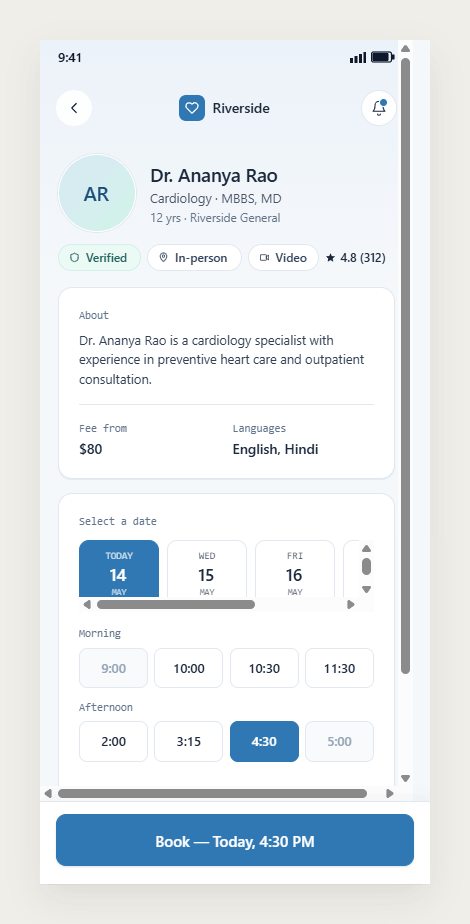 9:41
Riverside
AR
Dr. Ananya Rao
Cardiology · MBBS, MD
12 yrs · Riverside General
Verified
In-person
Video
★ 4.8 (312)
About
Dr. Ananya Rao is a cardiology specialist with
experience in preventive heart care and outpatient
consultation.
Fee from
Languages
$80
English, Hindi
Select a date
TODAY
WED
FRI
14
15
16
MAY
MAY
MAY
Morning
9:00
10:00
10:30
11:30
Afternoon
2:00
3:15
4:30
5:00
Book — Today, 4:30 PM